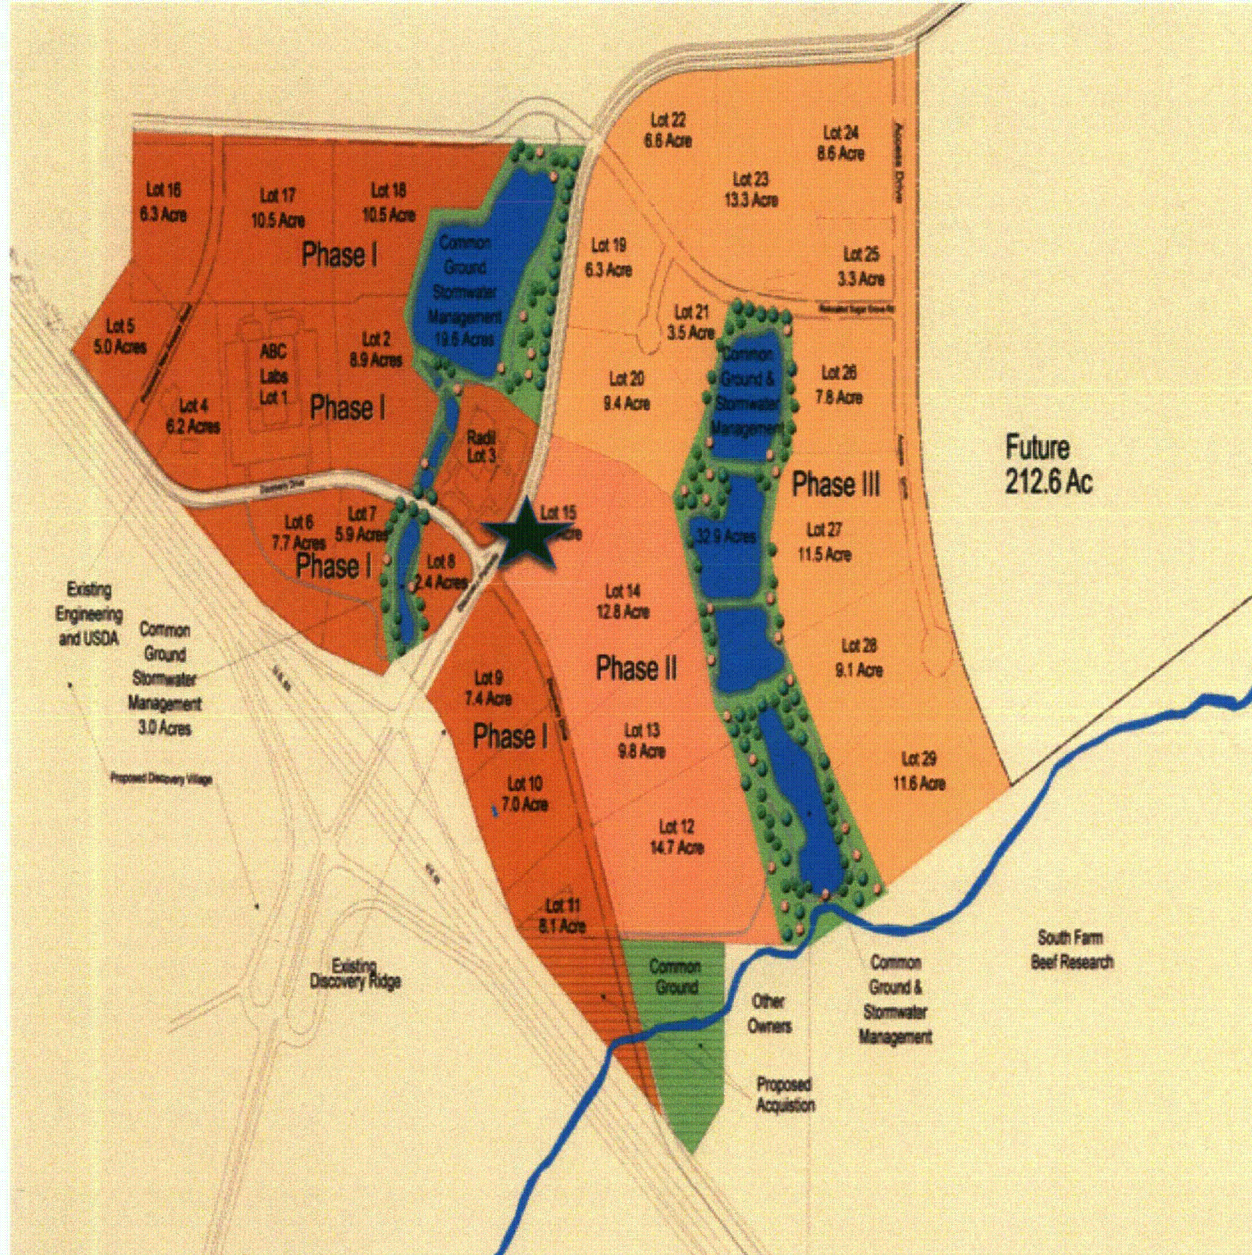 Lot 22
6.6 Acre
Lot 24
8.6 Acre
Access Drive
Lot 23
13.3 Acre
Lot 16
6.3 Acre
Lot 17
10.5 Acre
Lot 18
10.5 Acre
Phase I
Common
Ground
Stormwater
Management
19.6 Acres
Lot 19
6.3 Acre
Lot 25
3.3 Acre
Lot 21
3.5 Acre
Relocated Sugar Grove Rd
Lot 5
5.0 Acres
ABC
Labs
Lot 1
Lot 2
8.9 Acres
Lot 4
6.2 Acres
Phase I
Radil
Lot 3
Lot 20
9.4 Acre
Common
Ground &
Stormwater
Management
Lot 26
7.8 Acre
Future
212.6 Ac
Access Drive
Discovery Drive
Phase III
Lot 6
7.7 Acres
Lot 7
5.9 Acres
Phase I
Lot 8
2.4 Acres
Lot 15
32.9 Acres
Lot 27
11.5 Acre
Existing
Engineering
and USDA
Common
Ground
Stormwater
Management
3.0 Acres
Proposed Discovery Village
Lot 14
12.8 Acre
Phase II
Lot 28
9.1 Acre
Lot 9
7.4 Acre
Phase I
Lot 13
9.8 Acre
Lot 10
7.0 Acre
Lot 29
11.6 Acre
Lot 12
14.7 Acre
Lot 11
8.1 Acre
Existing
Discovery Ridge
Common
Ground
Other
Owners
Common
Ground &
Stormwater
Management
South Farm
Beef Research
Proposed
Acquistion